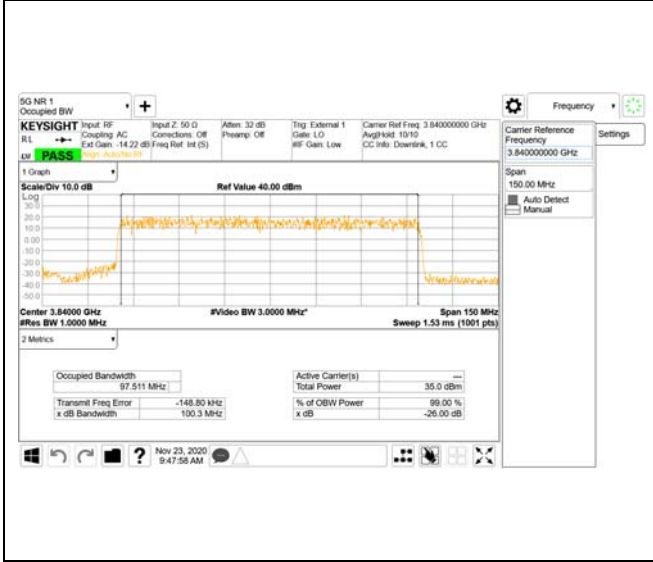 5G NR 1
Occupied BW
Frequency
KEYSIGHT
Input: RF
Input Z: 50 Ω
Atten: 32 dB
Trig: External 1
Carrier Ref Freq: 3.840000000 GHz
R L
Coupling: AC
Corrections: Off
Preamp: Off
Gate: LO
Avg|Hold: 10/10
Ext Gain: -14.22 dB
Freq Ref: Int (S)
#IF Gain: Low
CC Info: Downlink, 1 CC
PASS
Align: Auto/No RF
Carrier Reference
Frequency
3.840000000 GHz
Settings
Span
150.00 MHz
Auto Detect
Manual
1 Graph
Scale/Div 10.0 dB
Ref Value 40.00 dBm
Log
30.0
20.0
10.0
0.00
-10.0
-20.0
-30.0
-40.0
-50.0
Center 3.84000 GHz
#Video BW 3.0000 MHz*
Span 150 MHz
#Res BW 1.0000 MHz
Sweep 1.53 ms (1001 pts)
2 Metrics
Occupied Bandwidth
97.511 MHz
Active Carrier(s)
---
Total Power
35.0 dBm
Transmit Freq Error
-148.80 kHz
% of OBW Power
99.00 %
x dB Bandwidth
100.3 MHz
x dB
-26.00 dB
?
Nov 23, 2020
9:47:58 AM